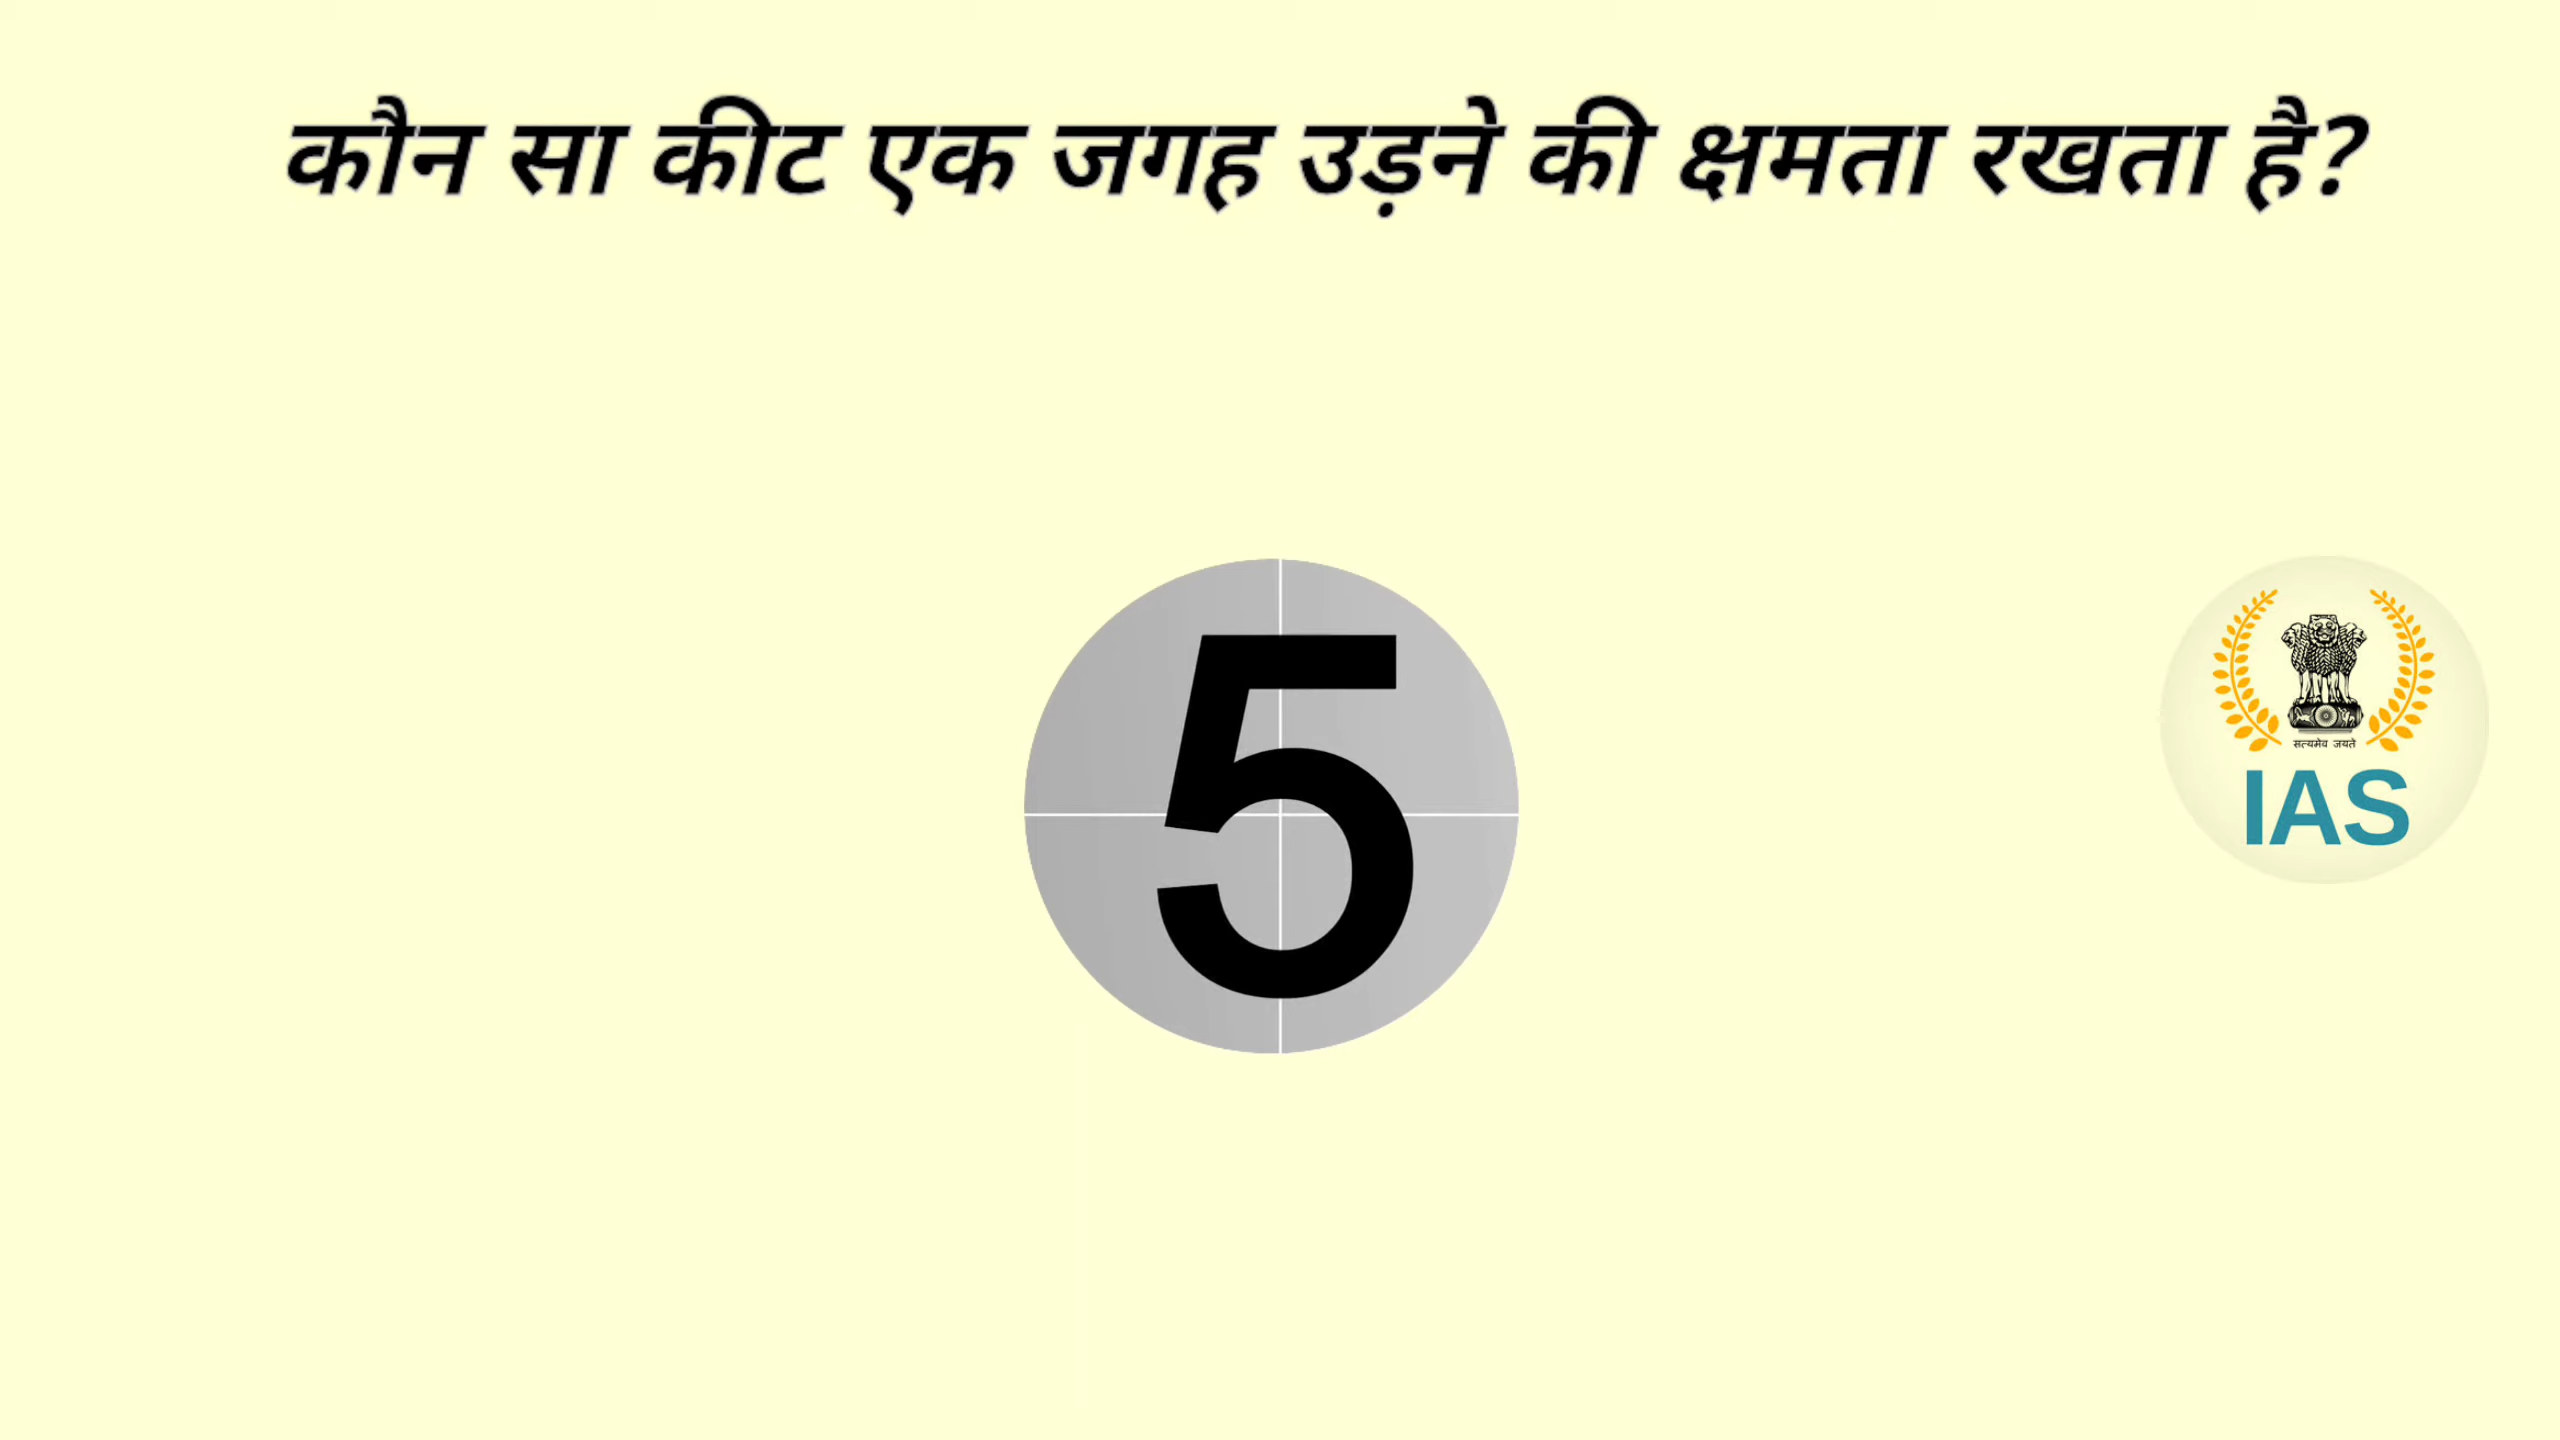 कौन सा कीट एक जगह उड़ने की क्षमता रखता है?
5
सत्यमेव जयते
IAS